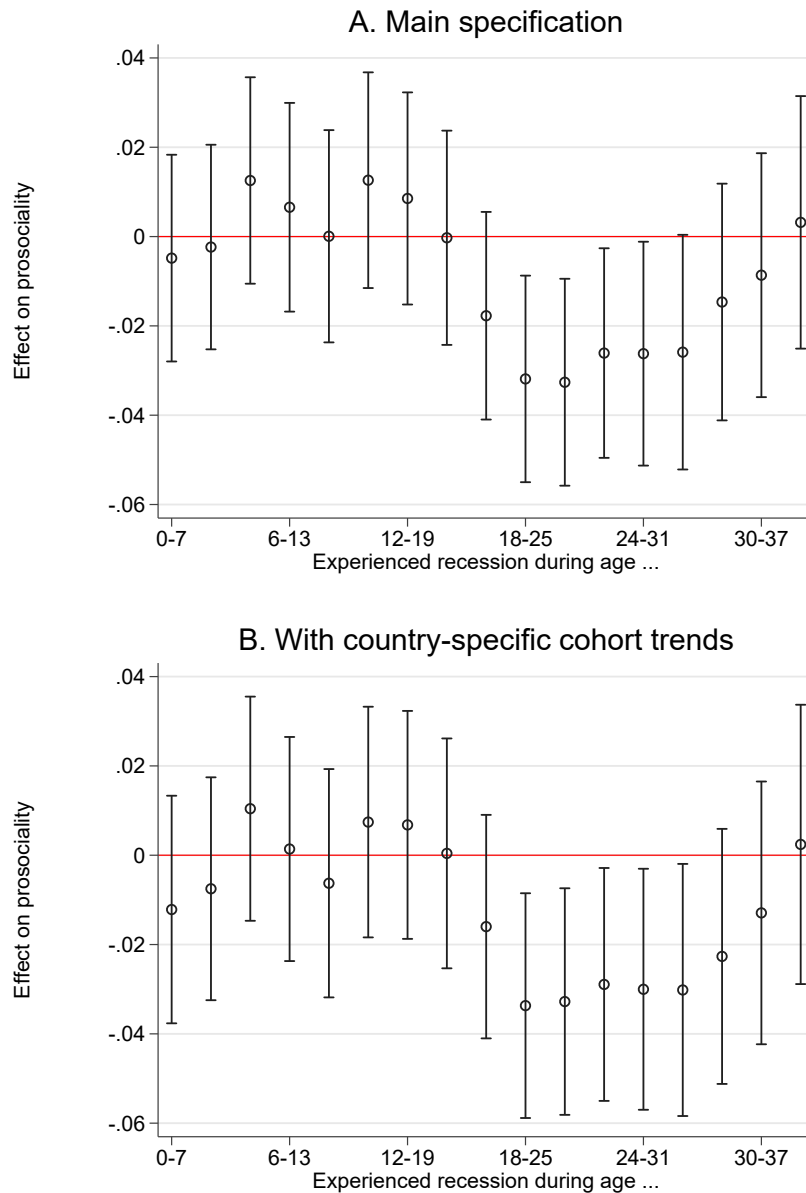 A. Main specification
Effect on prosociality
.04
.02
0
-.02
-.04
-.06
0-7 6-13 12-19 18-25 24-31 30-37
Experienced recession during age ...
B. With country-specific cohort trends
Effect on prosociality
.04
.02
0
-.02
-.04
-.06
0-7 6-13 12-19 18-25 24-31 30-37
Experienced recession during age ...